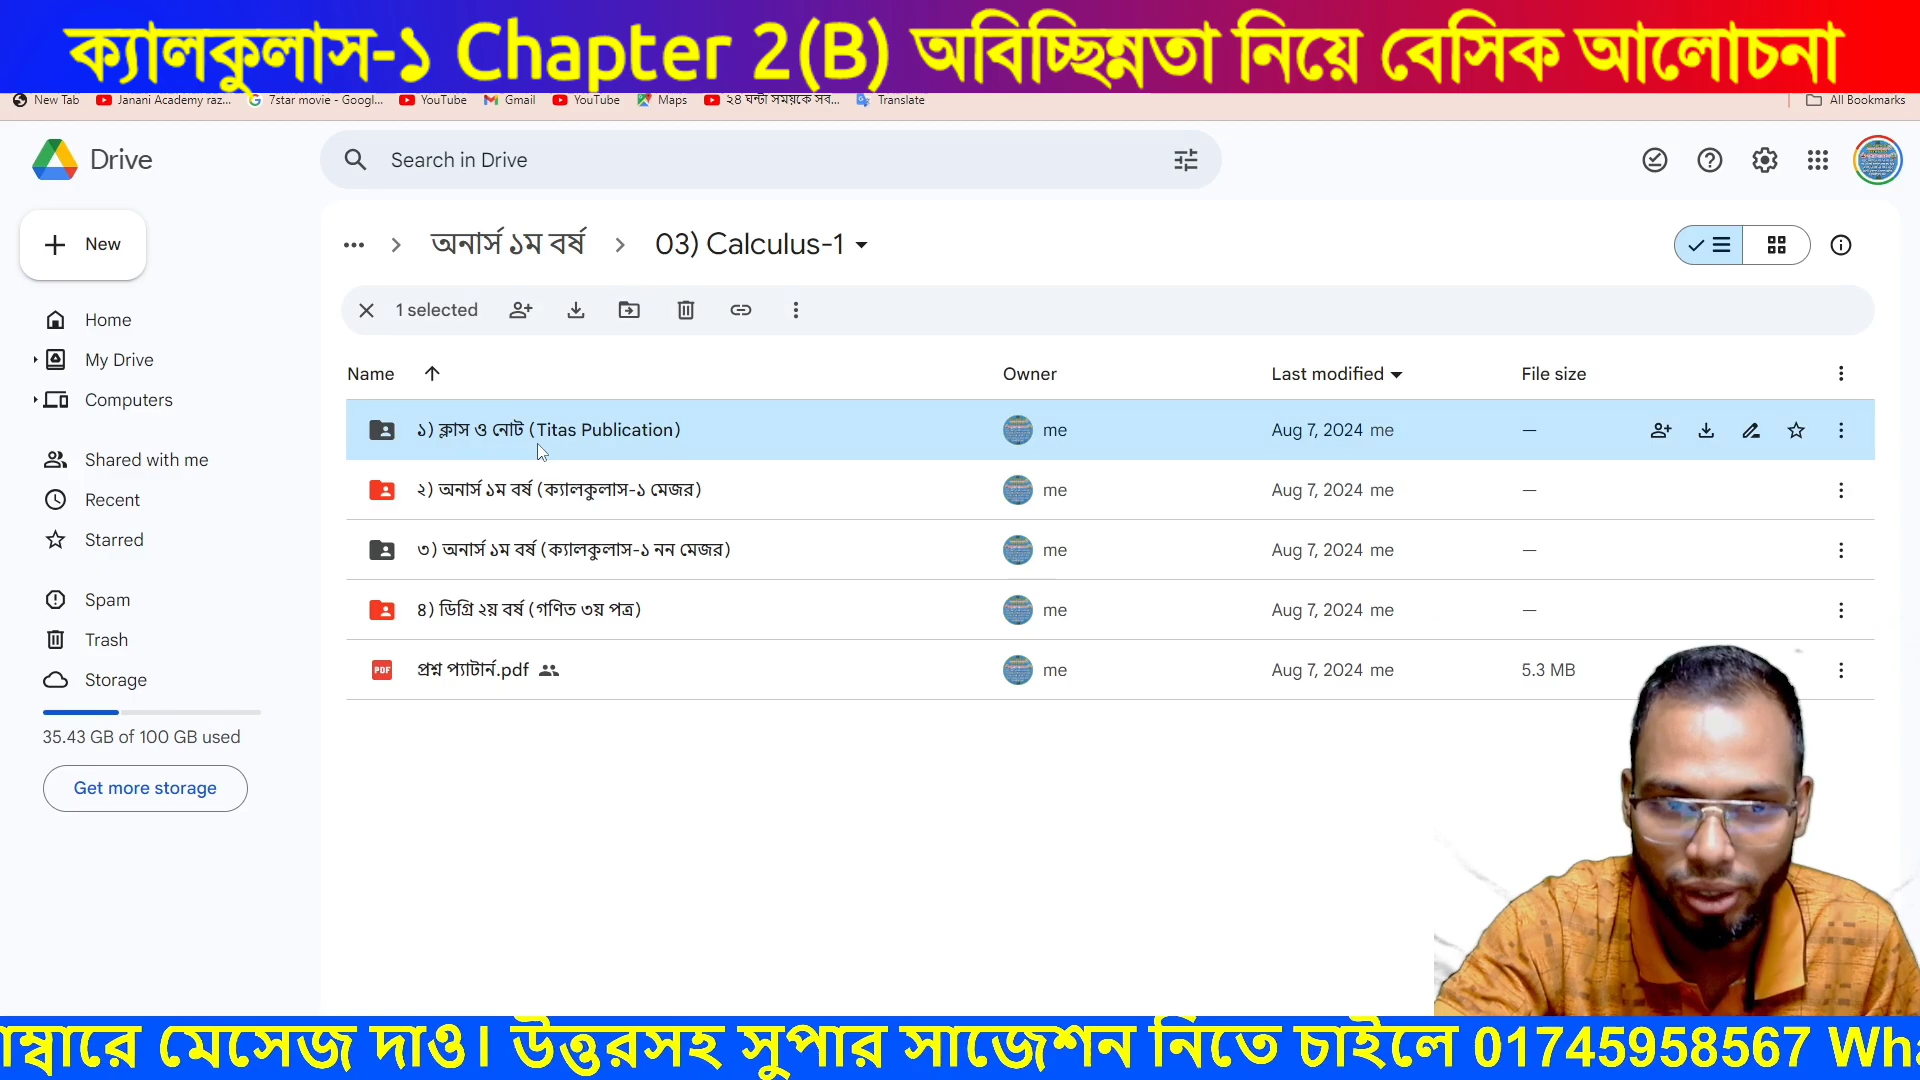 ক্যালকুলাস-১ Chapter 2(B) অবিচ্ছিন্নতা নিয়ে বেসিক আলোচনা
New Tab Janani Academy raz... 7star movie - Googl... YouTube Gmail YouTube Maps ২৪ ঘন্টা সময়কে সব... Translate All Bookmarks
Drive Search in Drive
New
অনার্স ১ম বর্ষ 03) Calculus-1
1 selected
Home
My Drive
Computers
Shared with me
Recent
Starred
Spam
Trash
Storage
35.43 GB of 100 GB used
Get more storage
Name Owner Last modified File size
১) ক্লাস ও নোট (Titas Publication) me Aug 7, 2024 me —
২) অনার্স ১ম বর্ষ (ক্যালকুলাস-১ মেজর) me Aug 7, 2024 me —
৩) অনার্স ১ম বর্ষ (ক্যালকুলাস-১ নন মেজর) me Aug 7, 2024 me —
৪) ডিগ্রি ২য় বর্ষ (গণিত ৩য় পত্র) me Aug 7, 2024 me —
PDF প্রশ্ন প্যাটার্ন.pdf me Aug 7, 2024 me 5.3 MB
াম্বারে মেসেজ দাও। উত্তরসহ সুপার সাজেশন নিতে চাইলে 01745958567 Wha